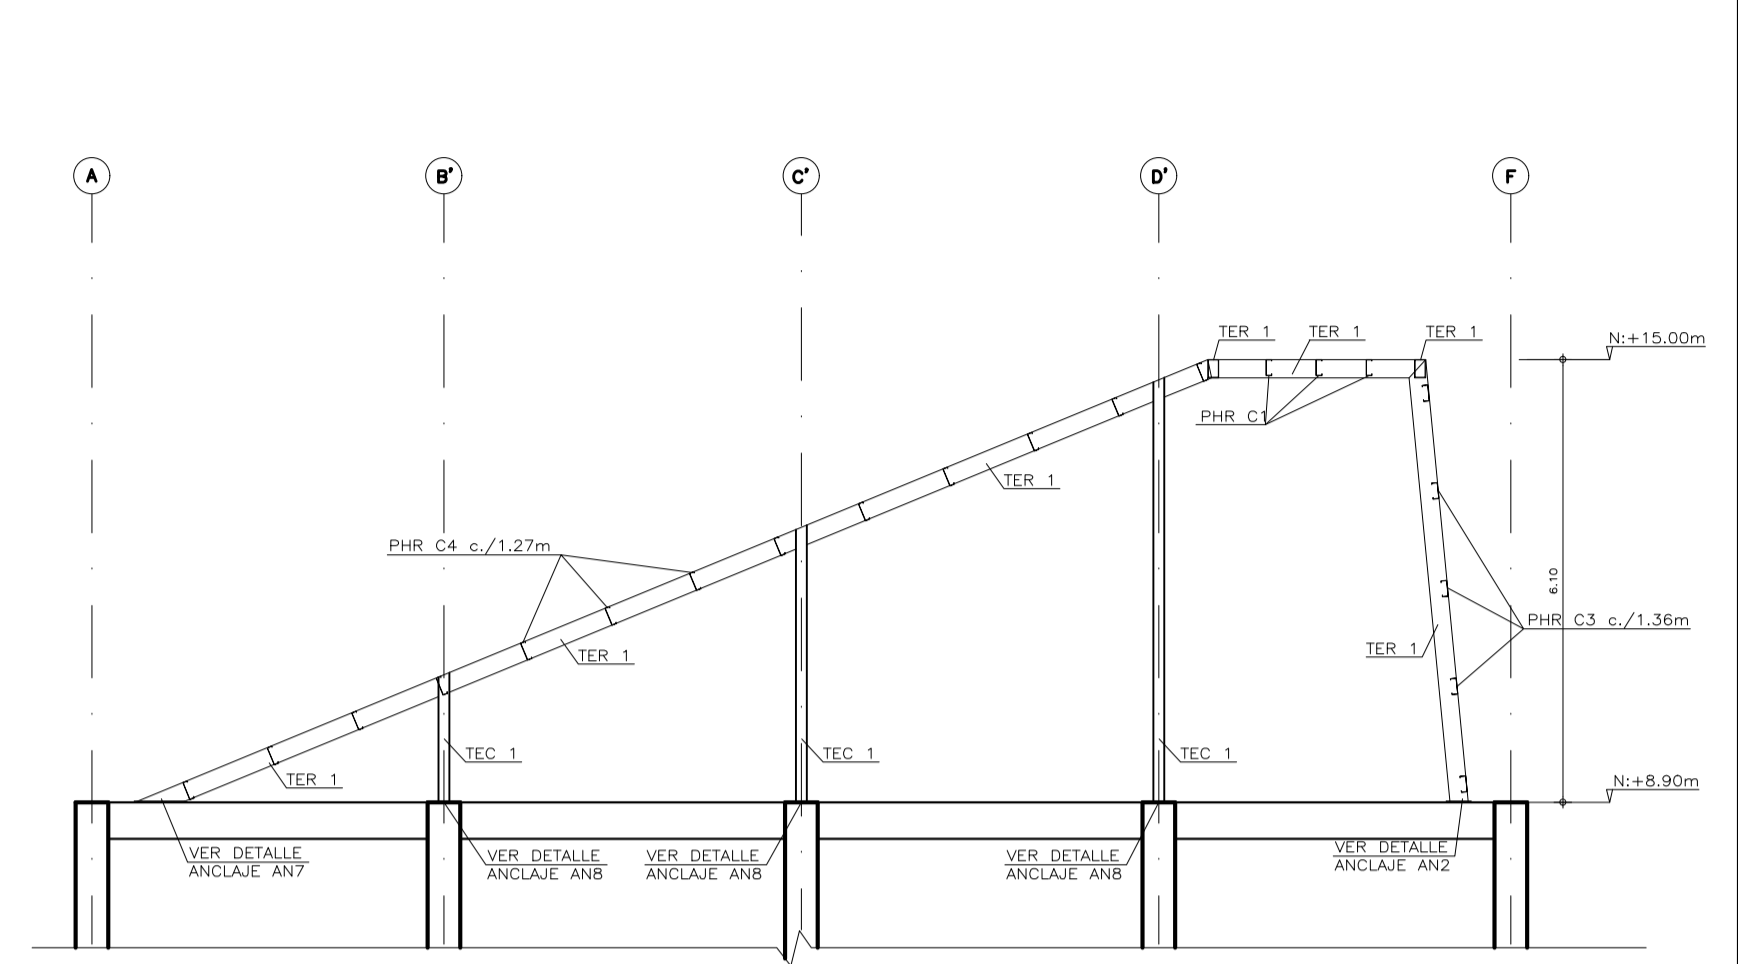 A
B'
C'
D'
F
TER 1
TER 1
TER 1
N:+15.00m
PHR C1
TER 1
PHR C4 c./1.27m
6.10
PHR C3 c./1.36m
TER 1
TER 1
TEC 1
TEC 1
TEC 1
TER 1
N:+8.90m
VER DETALLE
ANCLAJE AN7
VER DETALLE
ANCLAJE AN8
VER DETALLE
ANCLAJE AN8
VER DETALLE
ANCLAJE AN8
VER DETALLE
ANCLAJE AN2